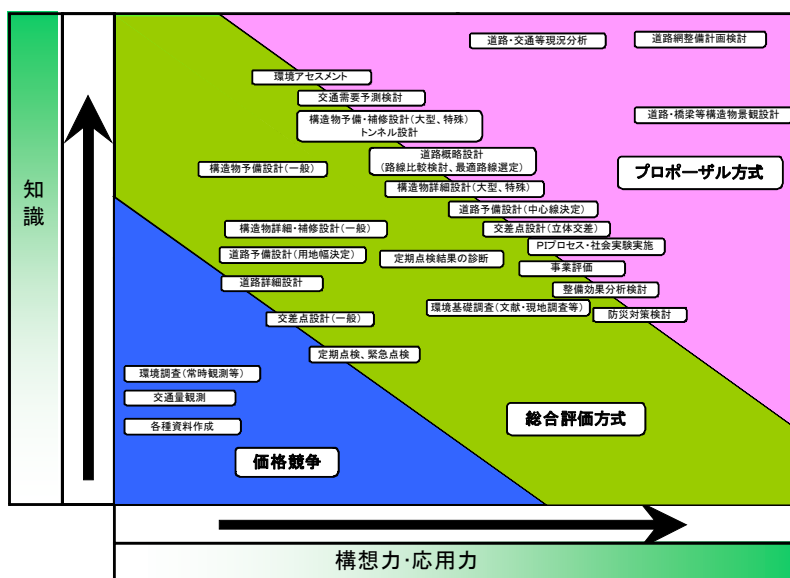 道路・交通等現況分析
道路網整備計画検討
環境アセスメント
交通需要予測検討
道路・橋梁等構造物景観設計
構造物予備・補修設計(大型、特殊)
トンネル設計
道路概略設計
(路線比較検討、最適路線選定)
構造物予備設計(一般)
プロポーザル方式
構造物詳細設計(大型、特殊)
知識
道路予備設計(中心線決定)
構造物詳細・補修設計(一般)
交差点設計(立体交差)
PIプロセス・社会実験実施
道路予備設計(用地幅決定)
定期点検結果の診断
事業評価
道路詳細設計
整備効果分析検討
環境基礎調査(文献・現地調査等)
防災対策検討
交差点設計(一般)
定期点検、緊急点検
環境調査(常時観測等)
交通量観測
総合評価方式
各種資料作成
価格競争
構想力・応用力